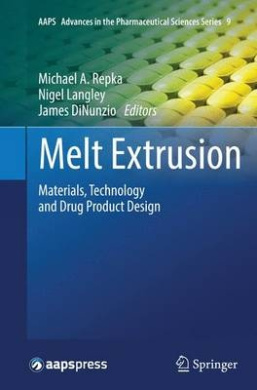 AAPS Advances in the Pharmaceutical Sciences Series 9
Michael A. Repka
Nigel Langley
James DiNunzio Editors
Melt Extrusion
Materials, Technology
and Drug Product Design
aapspress
Springer